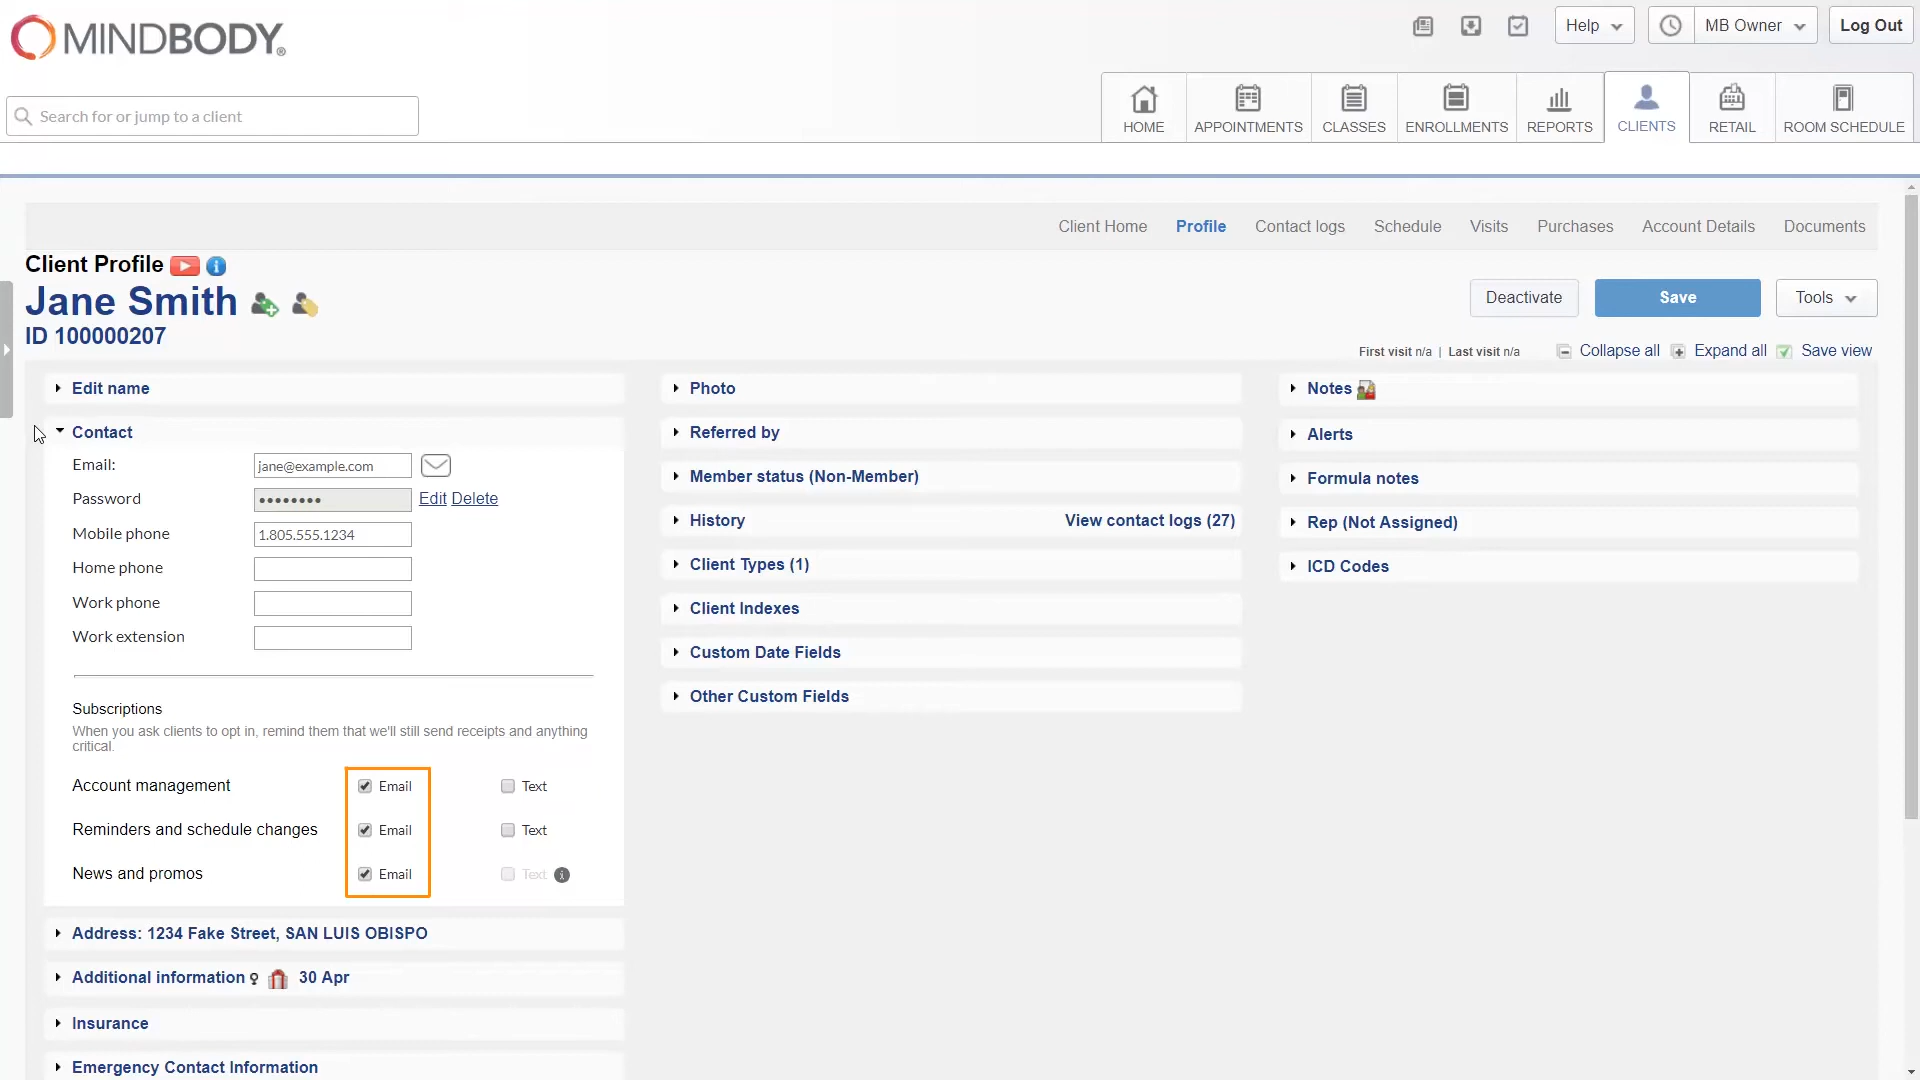 MINDBODY®
Help
MB Owner
Log Out
Search for or jump to a client
HOME
APPOINTMENTS
CLASSES
ENROLLMENTS
REPORTS
CLIENTS
RETAIL
ROOM SCHEDULE
Client Home
Profile
Contact logs
Schedule
Visits
Purchases
Account Details
Documents
Client Profile
Jane Smith
ID 100000207
Deactivate
Save
Tools
First visit n/a | Last visit n/a
Collapse all
Expand all
Save view
Edit name
Contact
Email:
jane@example.com
Password
Edit Delete
Mobile phone
1.805.555.1234
Home phone
Work phone
Work extension
Subscriptions
When you ask clients to opt in, remind them that we'll still send receipts and anything
critical.
Account management
Email
Text
Reminders and schedule changes
Email
Text
News and promos
Email
Text
Address: 1234 Fake Street, SAN LUIS OBISPO
Additional information
30 Apr
Insurance
Emergency Contact Information
Photo
Referred by
Member status (Non-Member)
History
View contact logs (27)
Client Types (1)
Client Indexes
Custom Date Fields
Other Custom Fields
Notes
Alerts
Formula notes
Rep (Not Assigned)
ICD Codes